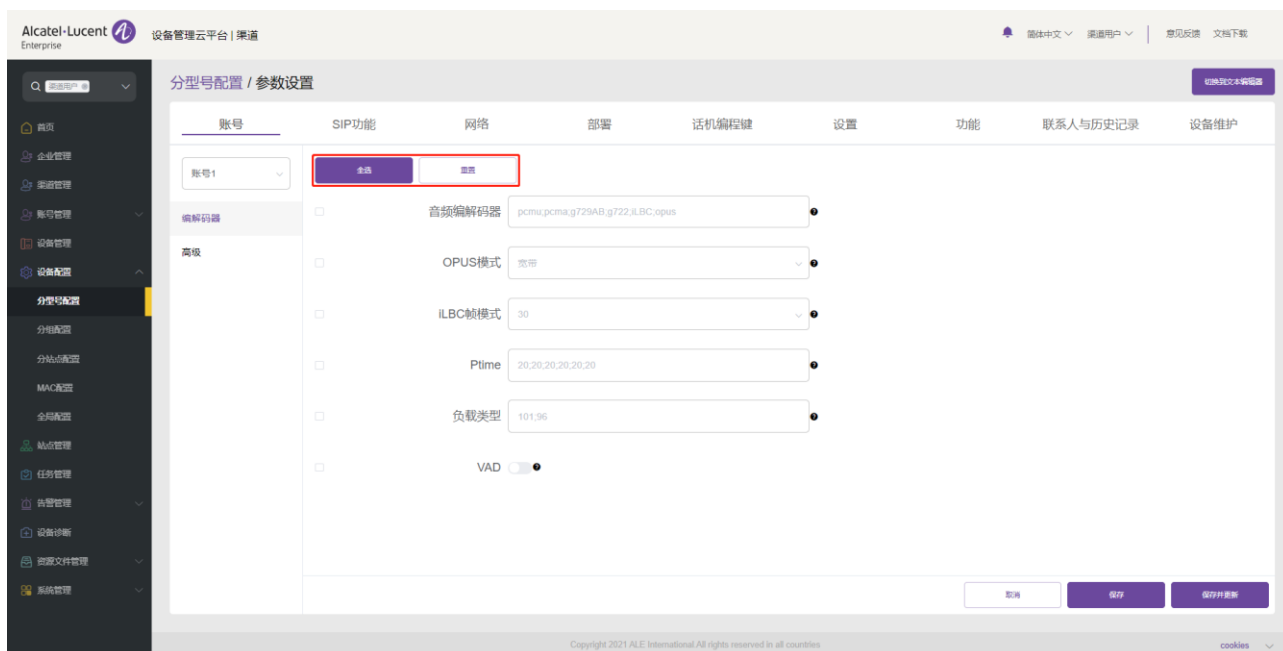 Alcatel·Lucent
Enterprise
设备管理云平台 | 渠道
简体中文
渠道用户
意见反馈
文档下载
渠道用户
分型号配置 / 参数设置
切换到文本编辑器
首页
企业管理
渠道管理
账号管理
设备管理
设备配置
分型号配置
分组配置
分站点配置
MAC配置
全局配置
站点管理
任务管理
告警管理
设备诊断
资源文件管理
系统管理
账号
SIP功能
网络
部署
话机编程键
设置
功能
联系人与历史记录
设备维护
账号1
编解码器
高级
全选
重置
音频编解码器
pcmu;pcma;g729AB;g722;iLBC;opus
OPUS模式
宽带
iLBC帧模式
30
Ptime
20;20;20;20;20;20
负载类型
101;96
VAD
取消
保存
保存并更新
Copyright 2021 ALE International.All rights reserved in all countries
cookies